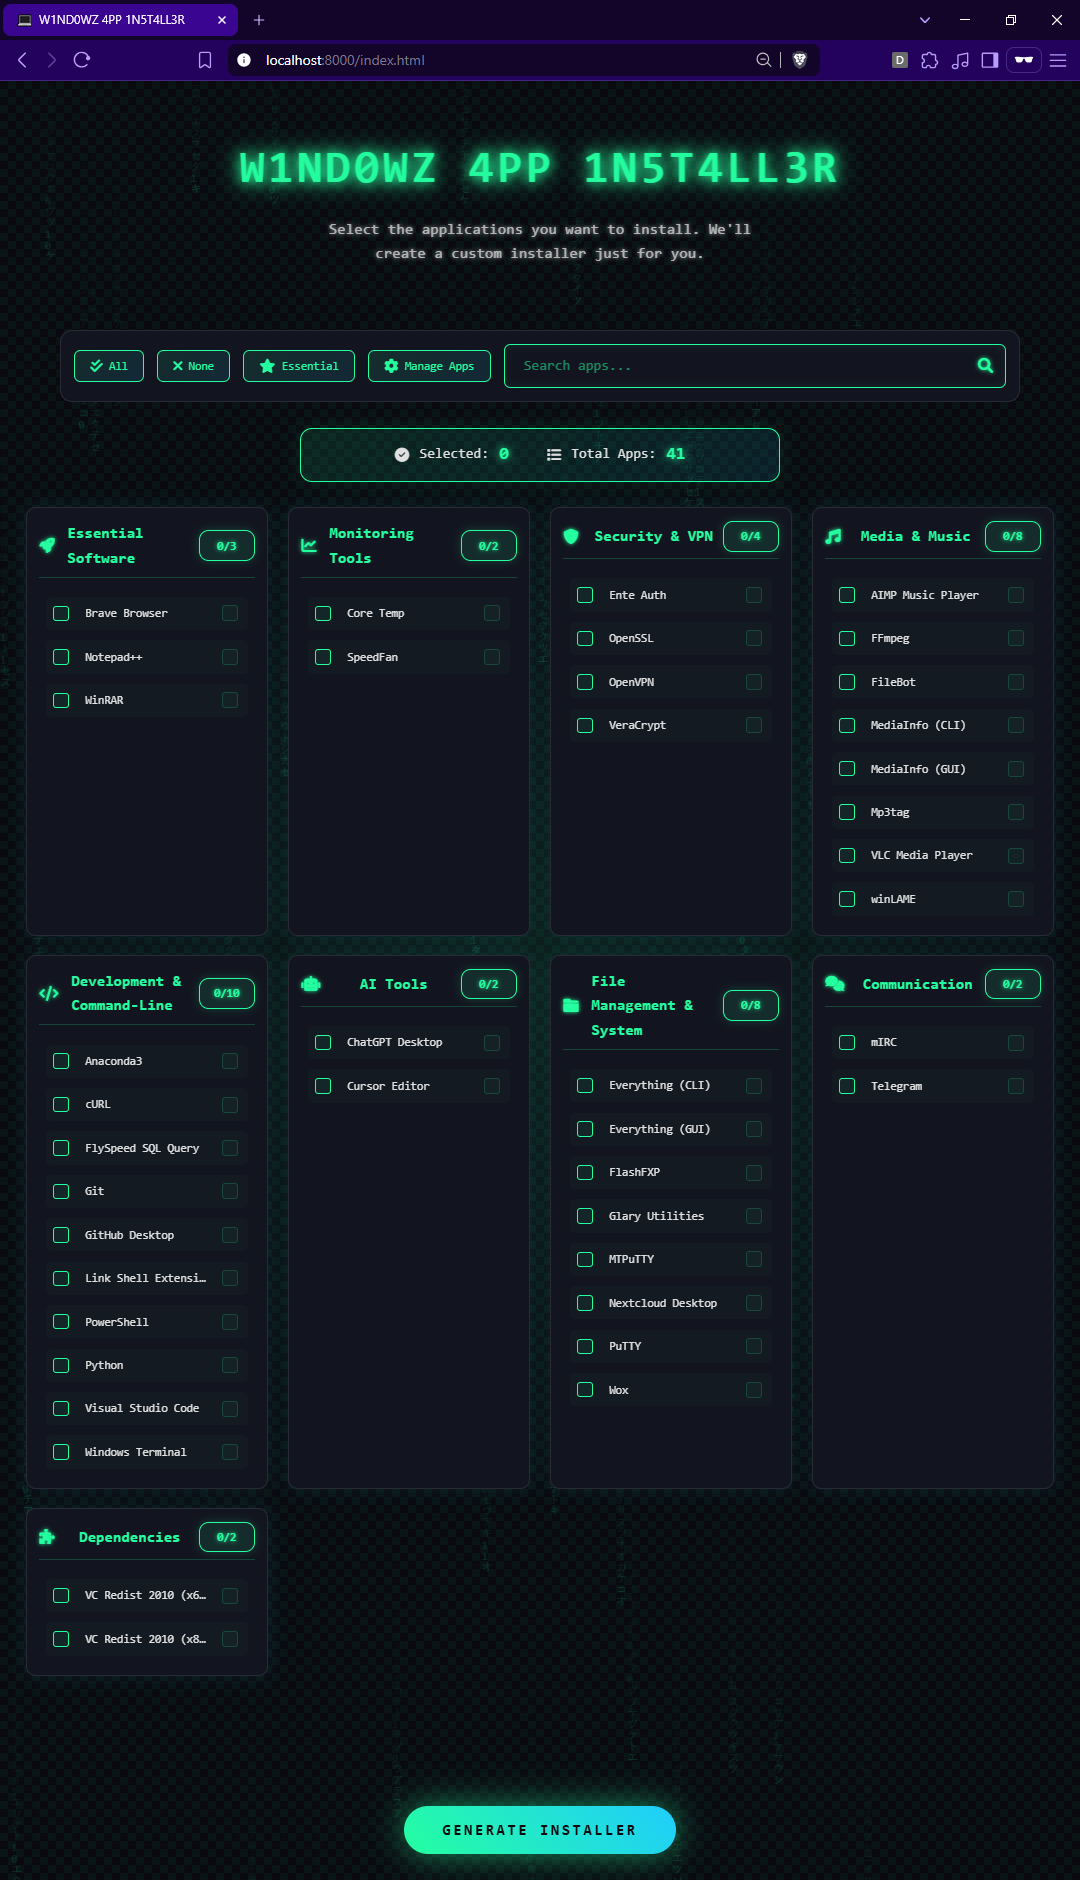 W1ND0WZ 4PP 1N5T4LL3R
localhost:8000/index.html
D
W1ND0WZ 4PP 1N5T4LL3R
Select the applications you want to install. We'll
create a custom installer just for you.
All
None
Essential
Manage Apps
Search apps...
Selected: 0
Total Apps: 41
Essential
Software
0/3
Brave Browser
Notepad++
WinRAR
Monitoring
Tools
0/2
Core Temp
SpeedFan
Security & VPN
0/4
Ente Auth
OpenSSL
OpenVPN
VeraCrypt
Media & Music
0/8
AIMP Music Player
FFmpeg
FileBot
MediaInfo (CLI)
MediaInfo (GUI)
Mp3tag
VLC Media Player
winLAME
Development &
Command-Line
0/10
Anaconda3
cURL
FlySpeed SQL Query
Git
GitHub Desktop
Link Shell Extensi…
PowerShell
Python
Visual Studio Code
Windows Terminal
AI Tools
0/2
ChatGPT Desktop
Cursor Editor
File
Management &
System
0/8
Everything (CLI)
Everything (GUI)
FlashFXP
Glary Utilities
MTPuTTY
Nextcloud Desktop
PuTTY
Wox
Communication
0/2
mIRC
Telegram
Dependencies
0/2
VC Redist 2010 (x6…
VC Redist 2010 (x8…
GENERATE INSTALLER